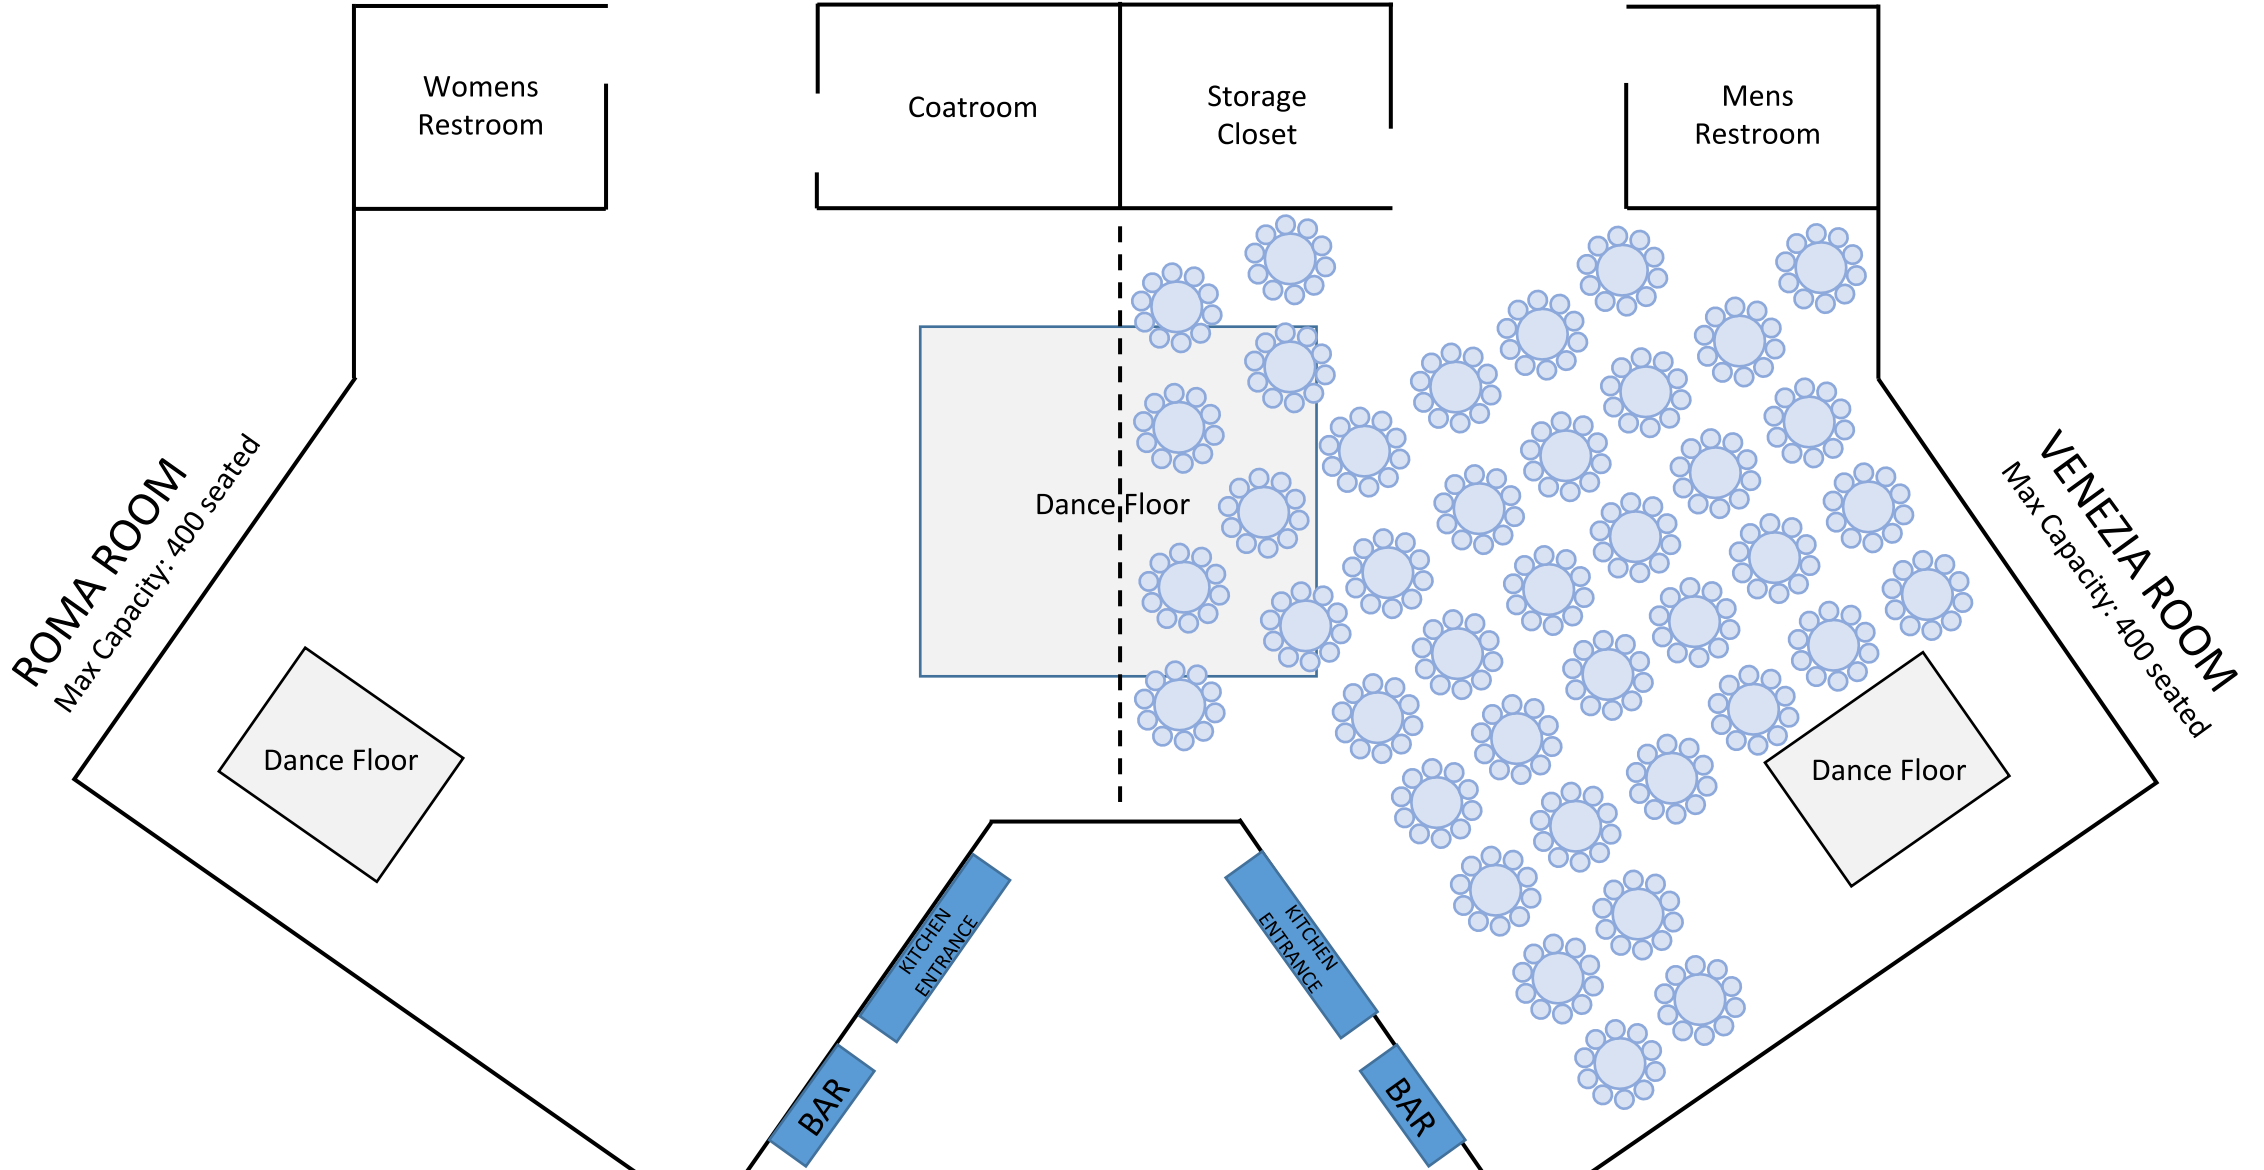 Womens
Restroom
Coatroom
Storage
Closet
Mens
Restroom
ROMA ROOM
Max Capacity: 400 seated
Dance Floor
VENEZIA ROOM
Max Capacity: 400 seated
Dance Floor
Dance Floor
KITCHEN
ENTRANCE
KITCHEN
ENTRANCE
BAR
BAR